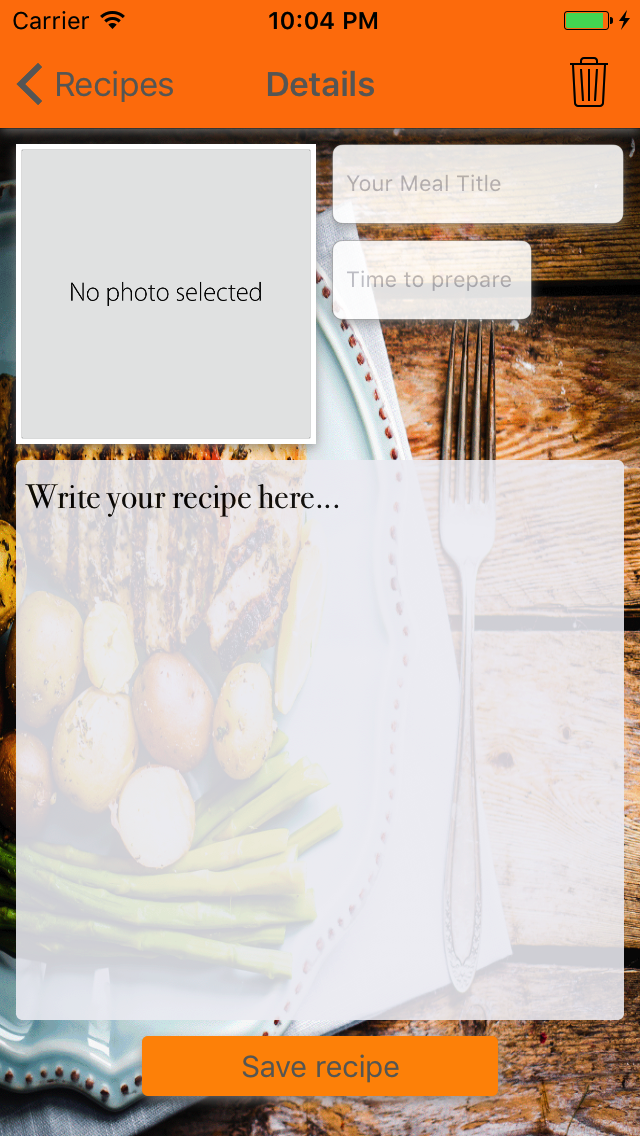 Carrier 10:04 PM
Recipes Details
Your Meal Title
Time to prepare
No photo selected
Write your recipe here...
Save recipe